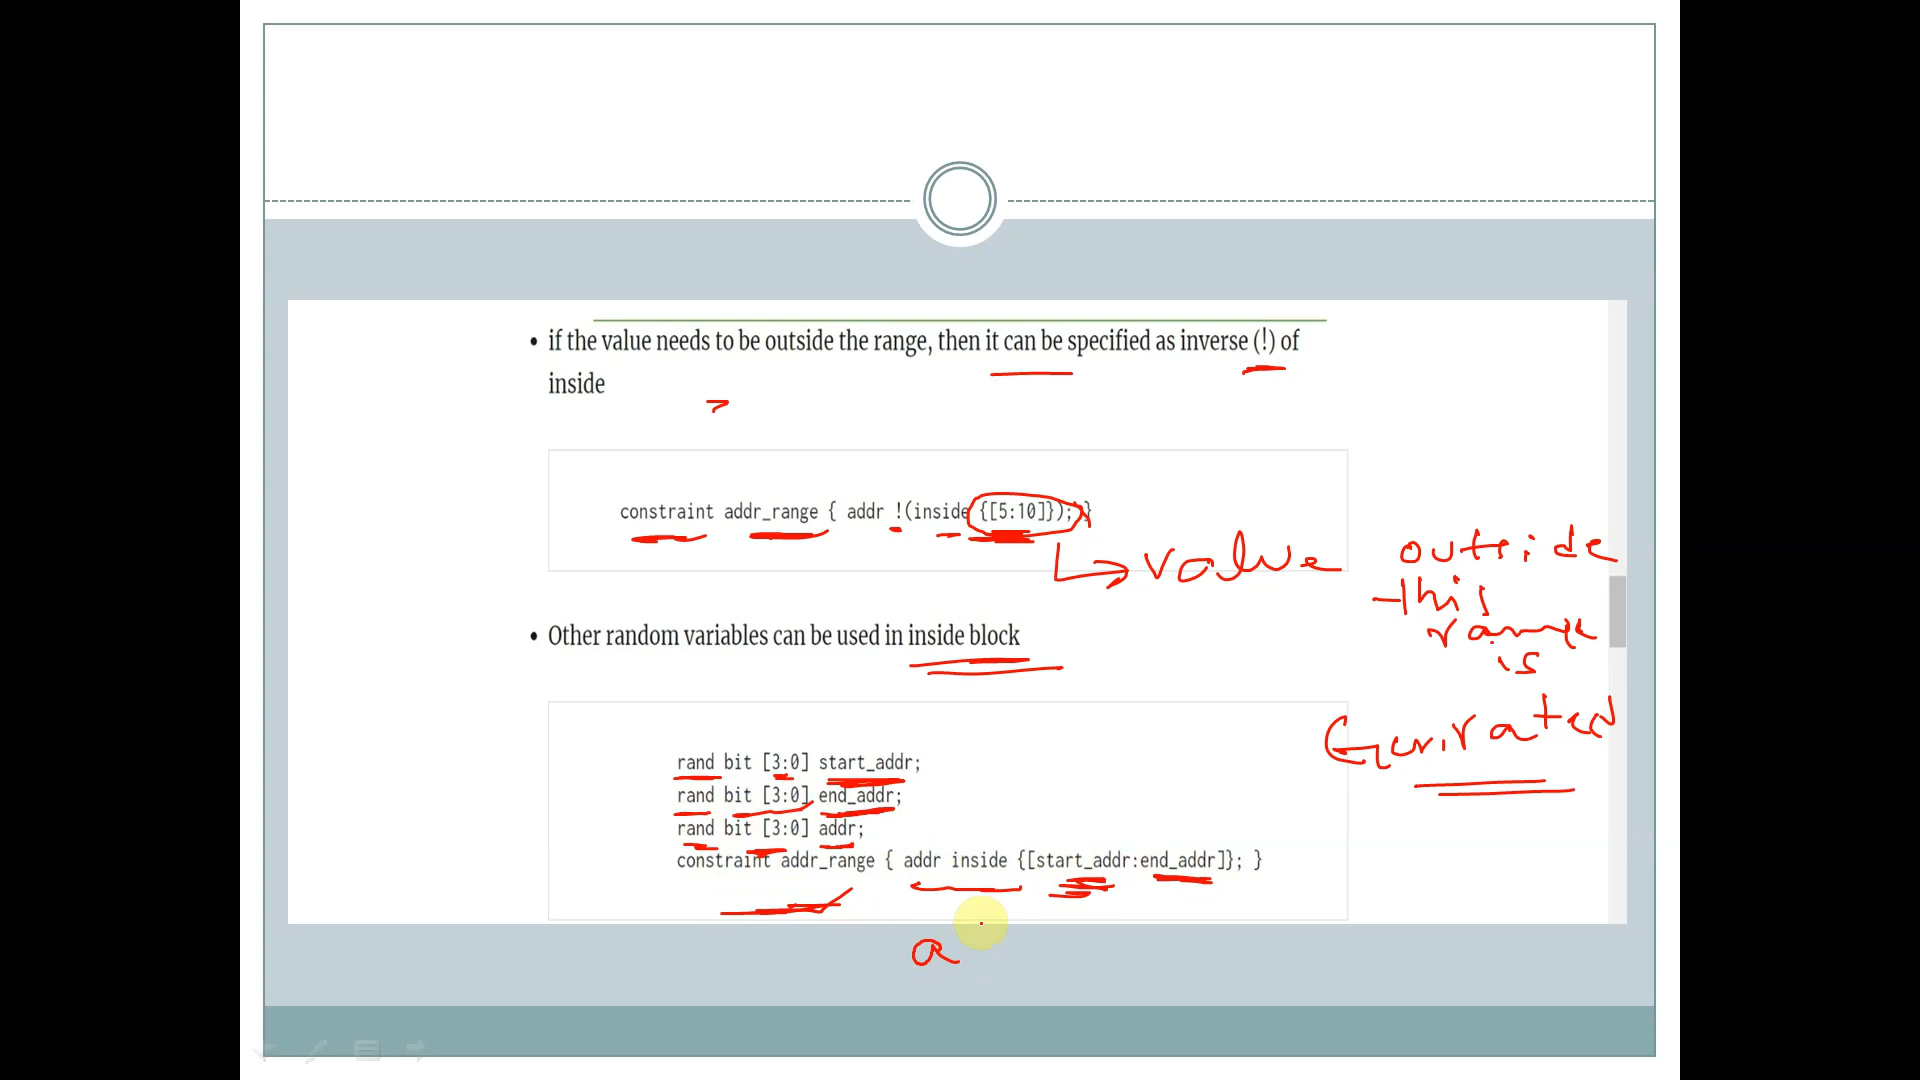 • if the value needs to be outside the range, then it can be specified as inverse (!) of
inside
constraint addr_range { addr !(inside {[5:10]}); }
value
outside
this
range
is
Generated
• Other random variables can be used in inside block
rand bit [3:0] start_addr;
rand bit [3:0] end_addr;
rand bit [3:0] addr;
constraint addr_range { addr inside {[start_addr:end_addr]}; }
a